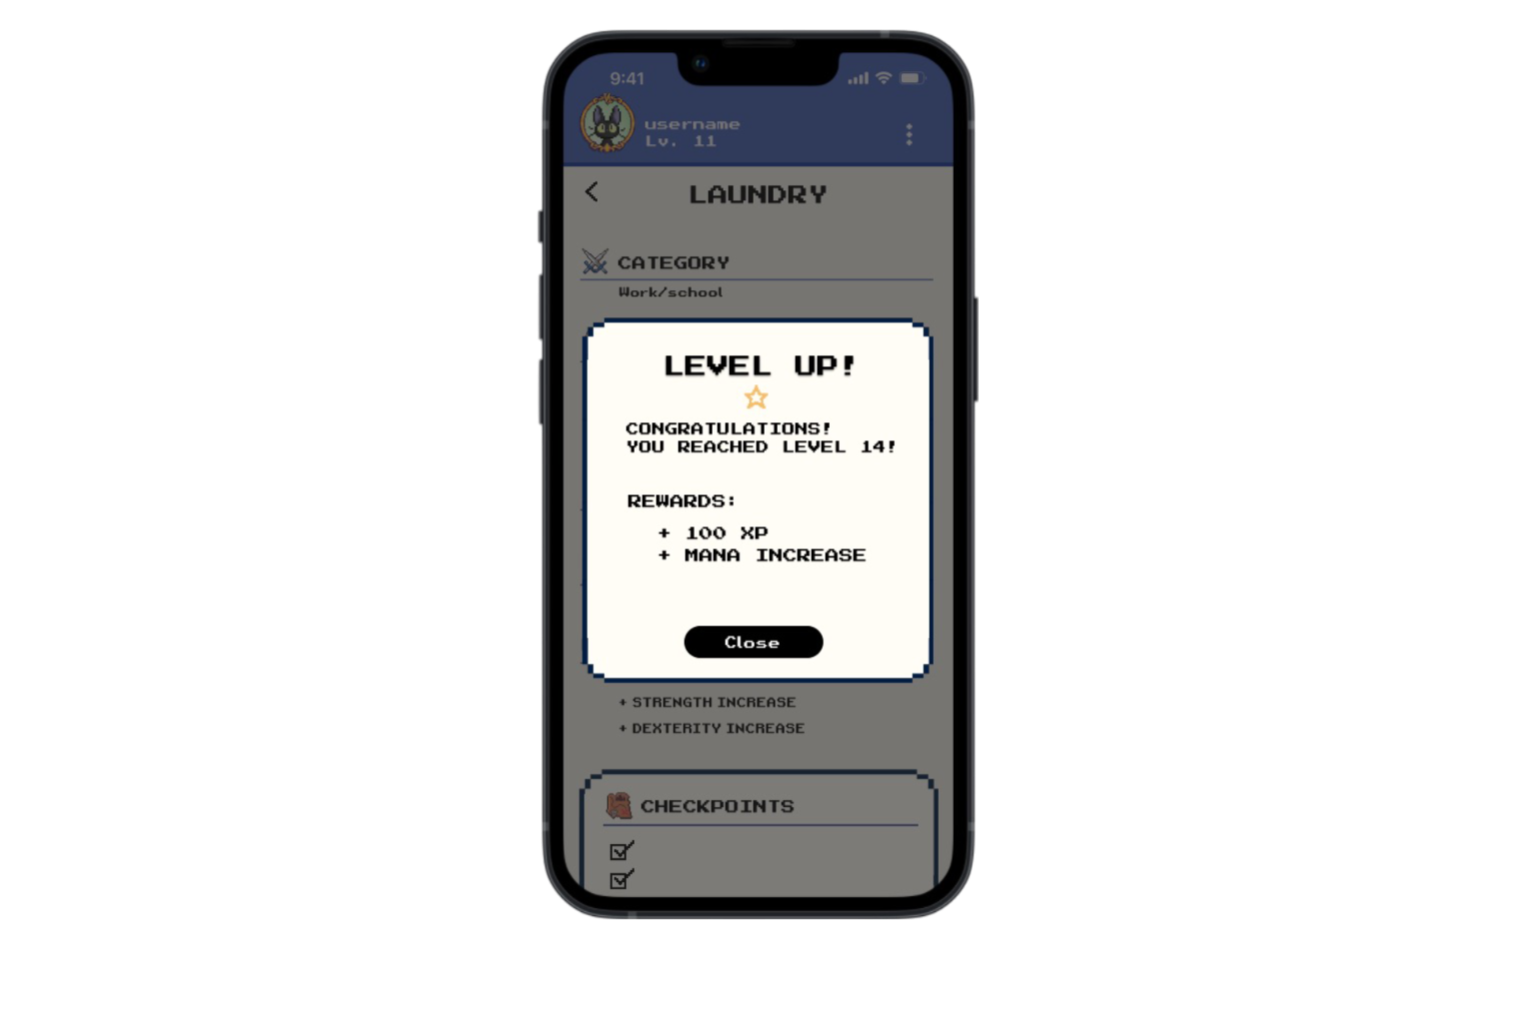 9:41
username
Lv. 11
LAUNDRY
CATEGORY
Work/school
LEVEL UP!
CONGRATULATIONS!
YOU REACHED LEVEL 14!
REWARDS:
+ 100 XP
+ MANA INCREASE
Close
+ STRENGTH INCREASE
+ DEXTERITY INCREASE
CHECKPOINTS